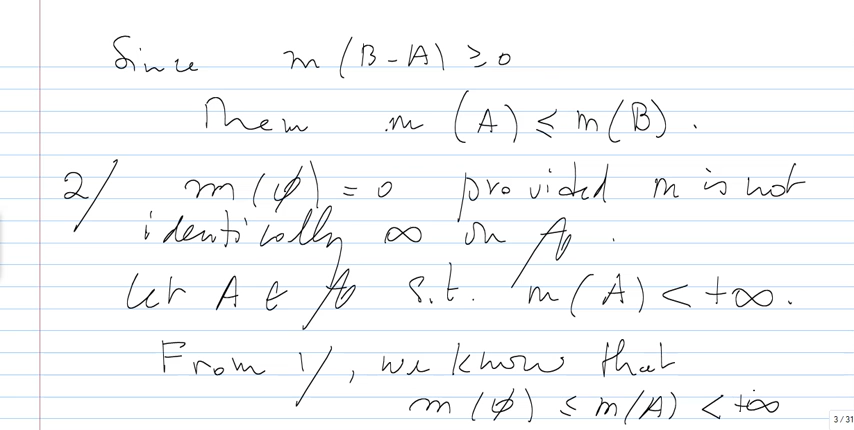 Since m(B-A) ≥ 0
Then m(A) ≤ m(B).
2/ m(ϕ) = 0 provided m is not
identically ∞ on 𝒜.
Let A ∈ 𝒜 s.t. m(A) < +∞.
From 1/, we know that
m(ϕ) ≤ m(A) < +∞
3/31